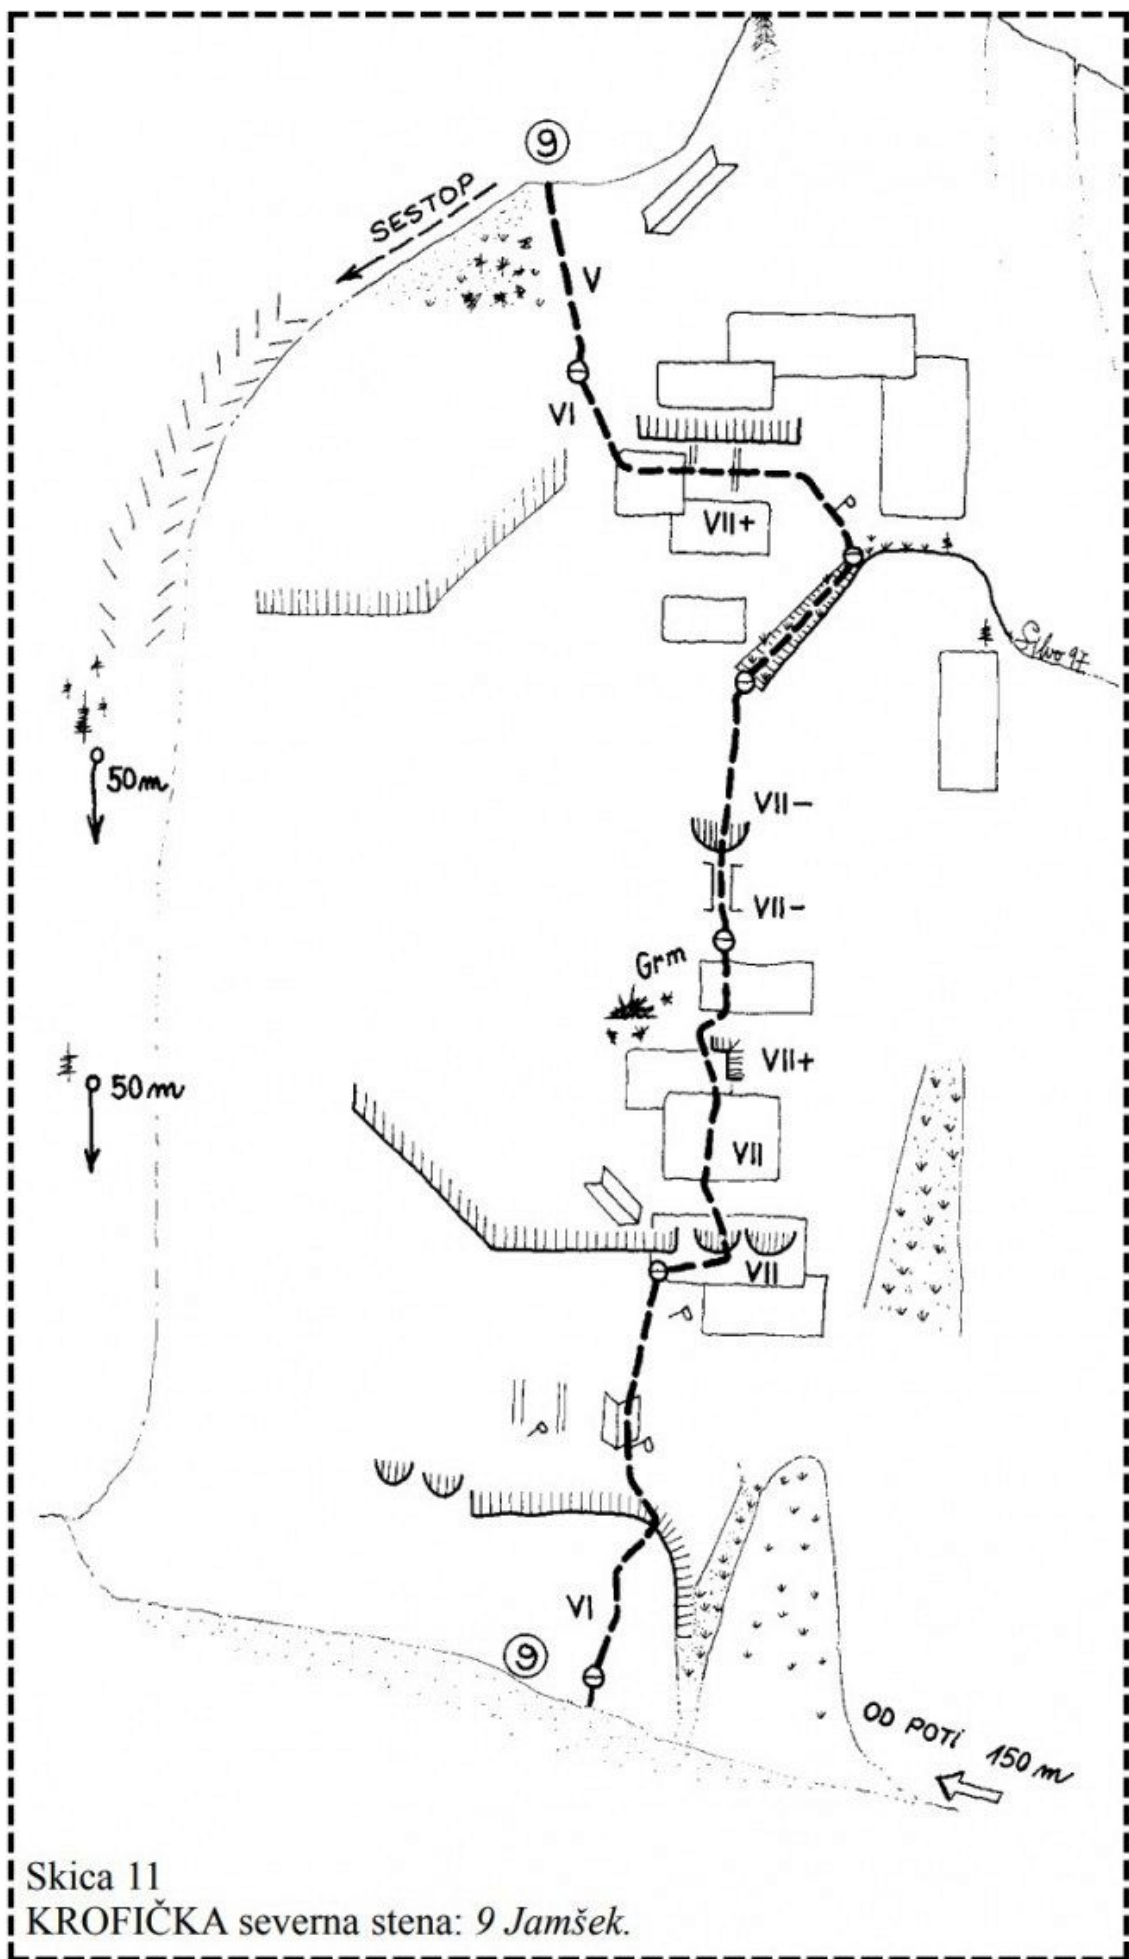 9
SESTOP
V
VI
VII+
Silvo 97
50m
VII-
VII-
Grm
VII+
50m
VII
VII
VI
9
OD POTI 150 m
Skica 11
KROFIČKA severna stena: 9 Jamšek.